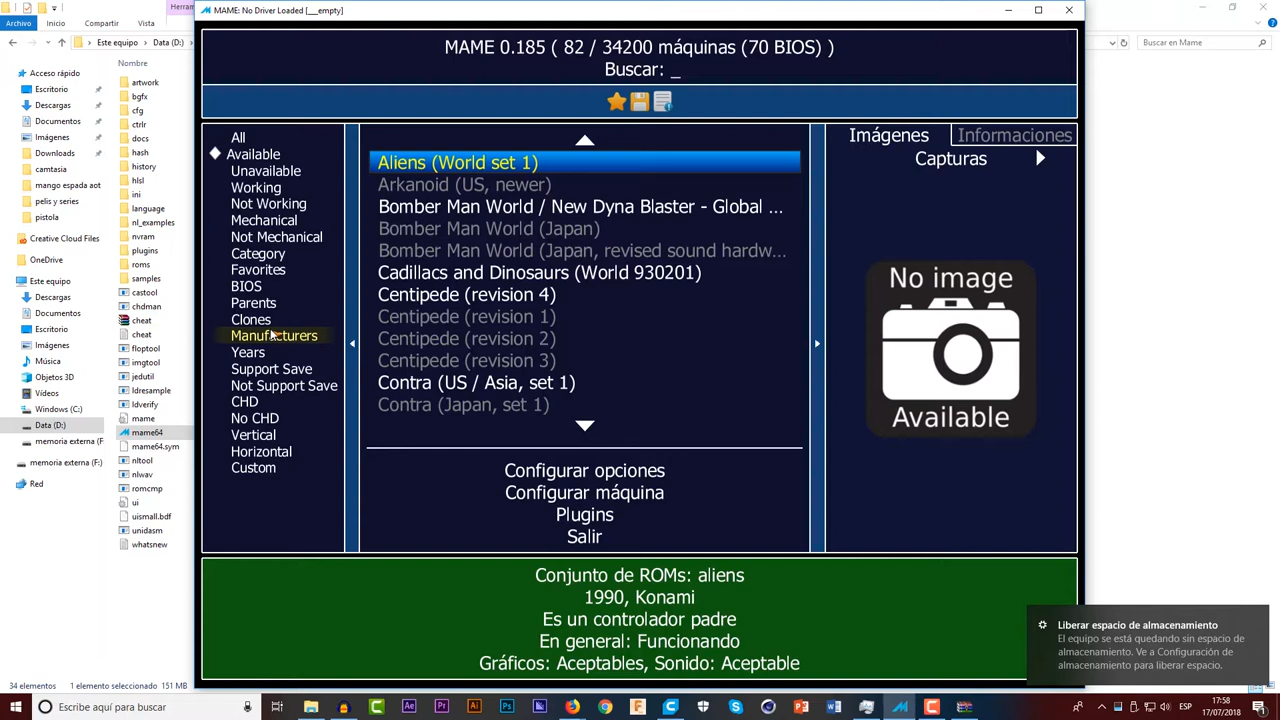 Herram
MAME: No Driver Loaded [___empty]
Archivo
Inicio
Compartir
Vista
Este equipo
Data (D:)
Buscar en Mame
Nombre
Acceso rápido
Escritorio
Descargas
Documentos
Imágenes
Downloads
camtasia
mango espada aot
pelis y series
pistola
Creative Cloud Files
OneDrive
Este equipo
Descargas
Documentos
Escritorio
Imágenes
Música
Objetos 3D
Vídeos
Windows (C:)
Data (D:)
memoria externa (F
memoria externa (F:)
Red
artwork
bgfx
cfg
ctrlr
docs
hash
history
hlsl
ini
language
nl_examples
nvram
plugins
roms
samples
castool
chdman
cheat
cheat
floptool
imgtool
jedutil
ldresample
ldverify
mame
mame64
mame64.sym
nltool
nlwav
romcmp
ui
uismall.bdf
unidasm
whatsnew
34 elementos
1 elemento seleccionado
151 MB
MAME 0.185 ( 82 / 34200 máquinas (70 BIOS) )
Buscar: _
All
Available
Unavailable
Working
Not Working
Mechanical
Not Mechanical
Category
Favorites
BIOS
Parents
Clones
Manufacturers
Years
Support Save
Not Support Save
CHD
No CHD
Vertical
Horizontal
Custom
Aliens (World set 1)
Arkanoid (US, newer)
Bomber Man World / New Dyna Blaster - Global ...
Bomber Man World (Japan)
Bomber Man World (Japan, revised sound hardw...
Cadillacs and Dinosaurs (World 930201)
Centipede (revision 4)
Centipede (revision 1)
Centipede (revision 2)
Centipede (revision 3)
Contra (US / Asia, set 1)
Contra (Japan, set 1)
Configurar opciones
Configurar máquina
Plugins
Salir
Imágenes
Informaciones
Capturas
No image
Available
Conjunto de ROMs: aliens
1990, Konami
Es un controlador padre
En general: Funcionando
Gráficos: Aceptables, Sonido: Aceptable
Liberar espacio de almacenamiento
El equipo se está quedando sin espacio de
almacenamiento. Ve a Configuración de
almacenamiento para liberar espacio.
Escribe aquí para buscar
Ae
Pr
Ai
Ps
ESP
17:58
17/07/2018